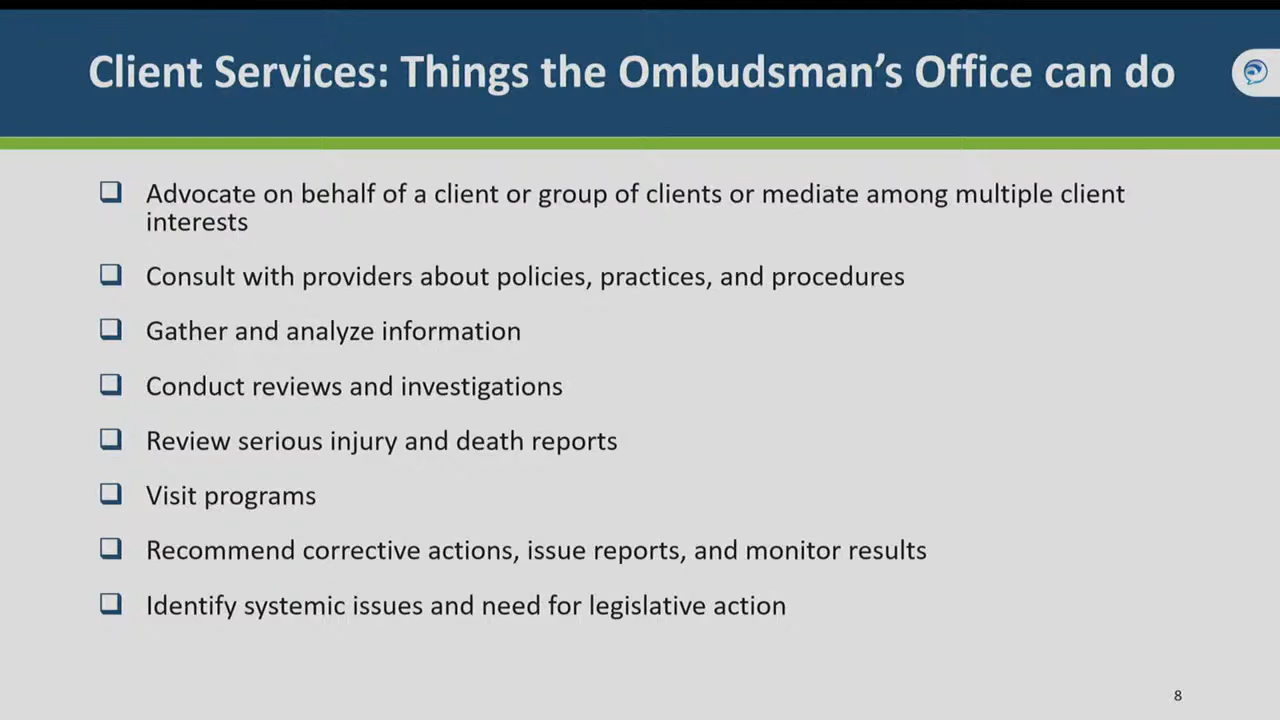 Client Services: Things the Ombudsman’s Office can do
Advocate on behalf of a client or group of clients or mediate among multiple client
interests
Consult with providers about policies, practices, and procedures
Gather and analyze information
Conduct reviews and investigations
Review serious injury and death reports
Visit programs
Recommend corrective actions, issue reports, and monitor results
Identify systemic issues and need for legislative action
8